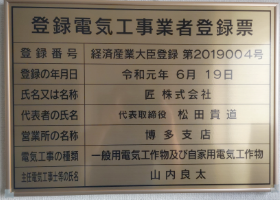 登録電気工事業者登録票
登録番号 経済産業大臣登録 第2019004号
登録の年月日 令和元年 6月 19日
氏名又は名称 匠 株式会社
代表者の氏名 代表取締役 松田貴道
営業所の名称 博多支店
電気工事の種類 一般用電気工作物及び自家用電気工作物
主任電気工事士等の氏名 山内良太